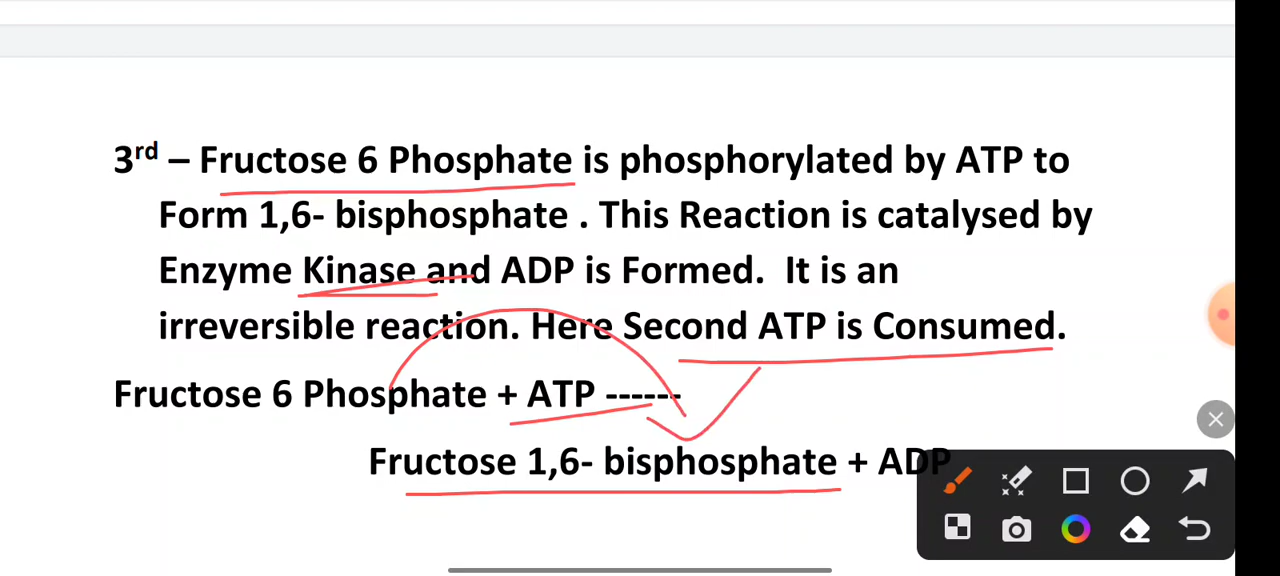 3rd – Fructose 6 Phosphate is phosphorylated by ATP to
Form 1,6- bisphosphate . This Reaction is catalysed by
Enzyme Kinase and ADP is Formed.  It is an
irreversible reaction. Here Second ATP is Consumed.
Fructose 6 Phosphate + ATP ------
Fructose 1,6- bisphosphate + ADP